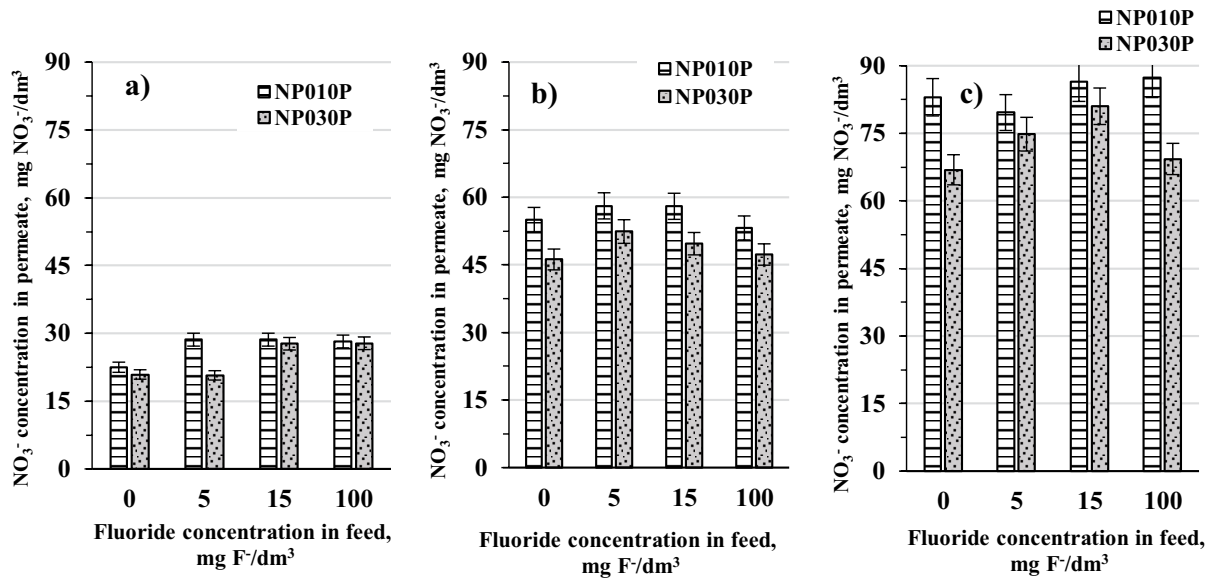 a)
NP010P
NP030P
NO₃⁻ concentration in permeate, mg NO₃⁻/dm³
90
75
60
45
30
15
0
0 5 15 100
Fluoride concentration in feed,
mg F⁻/dm³
b)
NP010P
NP030P
NO₃⁻ concentration in permeate, mg NO₃⁻/dm³
90
75
60
45
30
15
0
0 5 15 100
Fluoride concentration in feed,
mg F⁻/dm³
NP010P
NP030P
c)
NO₃⁻ concentration in permeate, mg NO₃⁻/dm³
90
75
60
45
30
15
0
0 5 15 100
Fluoride concentration in feed,
mg F⁻/dm³